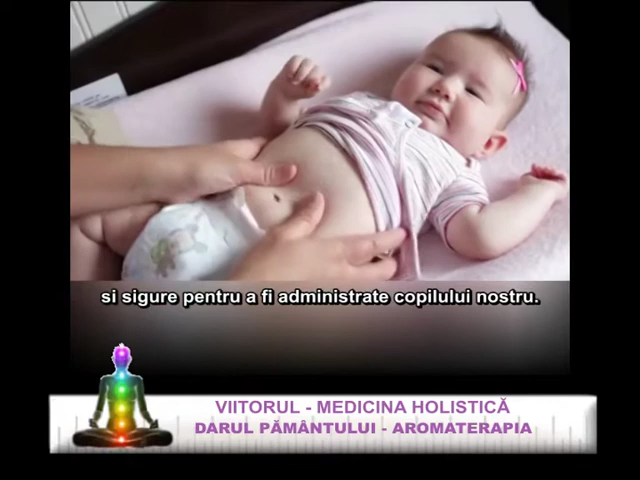 si sigure pentru a fi administrate copilului nostru.
VIITORUL - MEDICINA HOLISTICĂ
DARUL PĂMÂNTULUI - AROMATERAPIA